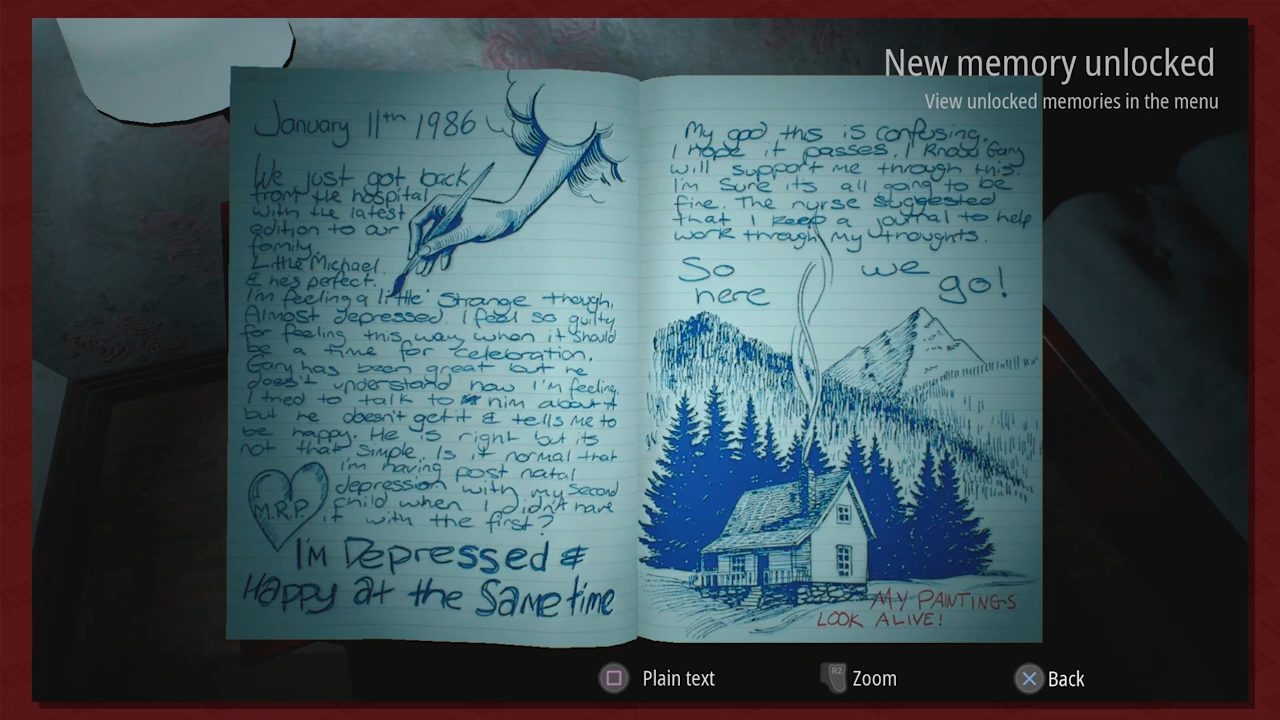 New memory unlocked
View unlocked memories in the menu
January 11th 1986
We just got back
from the hospital
with the latest
edition to our
family.
Little Michael
& he's perfect.
I'm feeling a little strange though,
Almost depressed I feel so guilty
for feeling this way when it should
be a time for celebration.
Gary has been great but he
doesn't understand how I'm feeling,
I tried to talk to him about it
but he doesn't get it & tells me to
be happy. He is right but its
not that simple. Is it normal that
i'm having post natal
depression with my second
child when I didn't have
it with the first?
M.R.P.
I'm Depressed &
Happy at the Same time
My god this is confusing.
I hope it passes. I know Gary
will support me through this.
I'm sure it's all going to be
fine. The nurse suggested
that I keep a journal to help
work through my thoughts.
So we
here go!
MY PAINTINGS
LOOK ALIVE!
Plain text
R2
Zoom
Back